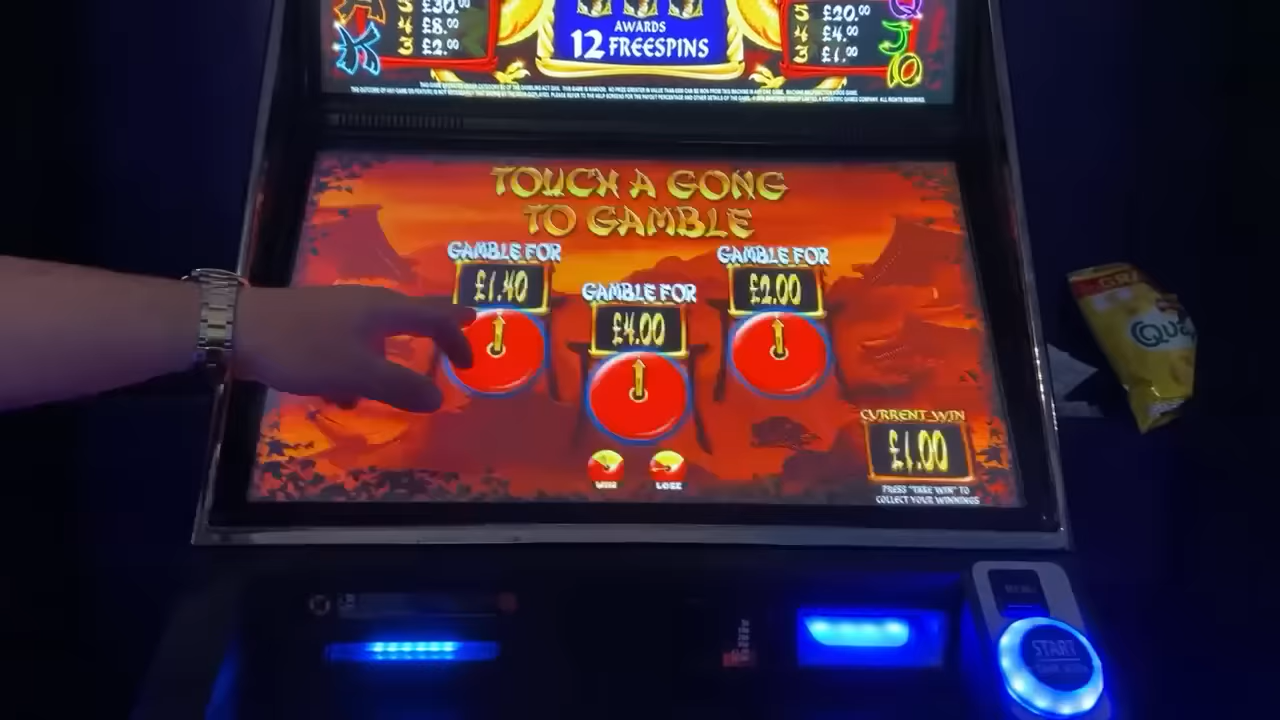 A
5 £30.00
4 £8.00
K
3 £2.00
AWARDS
12 FREESPINS
5 £20.00
Q
4 £4.00
J
3 £1.00
10
TOUCH A GONG
TO GAMBLE
GAMBLE FOR
£1.40
GAMBLE FOR
£4.00
GAMBLE FOR
£2.00
WIN
LOSE
CURRENT WIN
£1.00
PRESS "TAKE WIN" TO
COLLECT YOUR WINNINGS
START